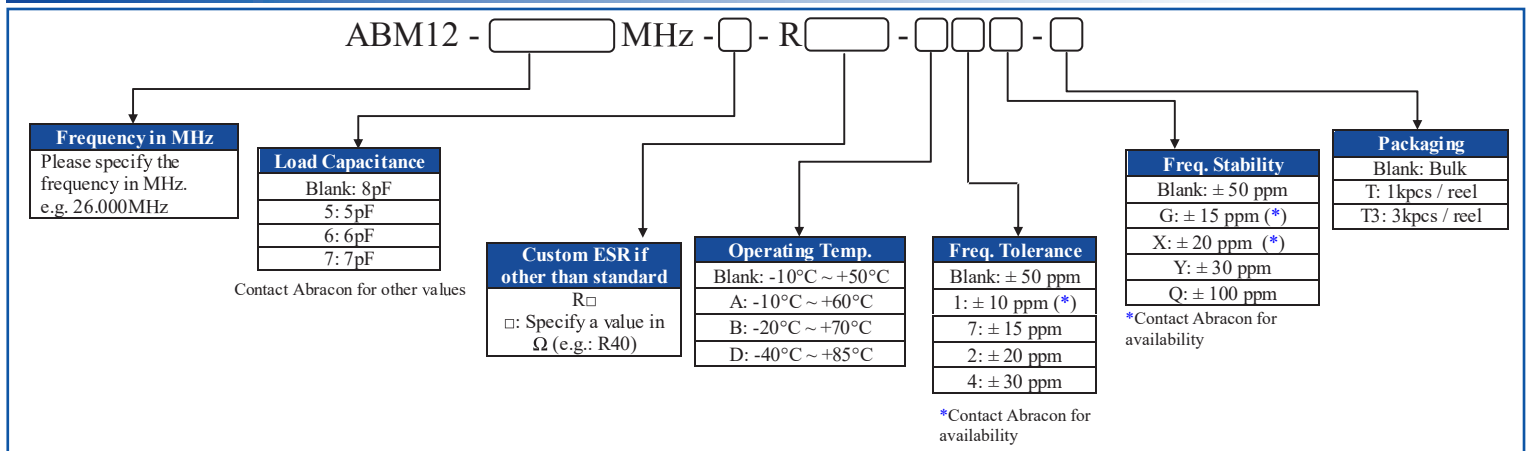 ABM12 - MHz - - R - -
Frequency in MHz
Please specify the
frequency in MHz.
e.g. 26.000MHz
Load Capacitance
Blank: 8pF
5: 5pF
6: 6pF
7: 7pF
Contact Abracon for other values
Custom ESR if
other than standard
R□
□: Specify a value in
Ω (e.g.: R40)
Operating Temp.
Blank: -10°C ~ +50°C
A: -10°C ~ +60°C
B: -20°C ~ +70°C
D: -40°C ~ +85°C
Freq. Tolerance
Blank: ± 50 ppm
1: ± 10 ppm (*)
7: ± 15 ppm
2: ± 20 ppm
4: ± 30 ppm
*Contact Abracon for
availability
Freq. Stability
Blank: ± 50 ppm
G: ± 15 ppm (*)
X: ± 20 ppm (*)
Y: ± 30 ppm
Q: ± 100 ppm
*Contact Abracon for
availability
Packaging
Blank: Bulk
T: 1kpcs / reel
T3: 3kpcs / reel